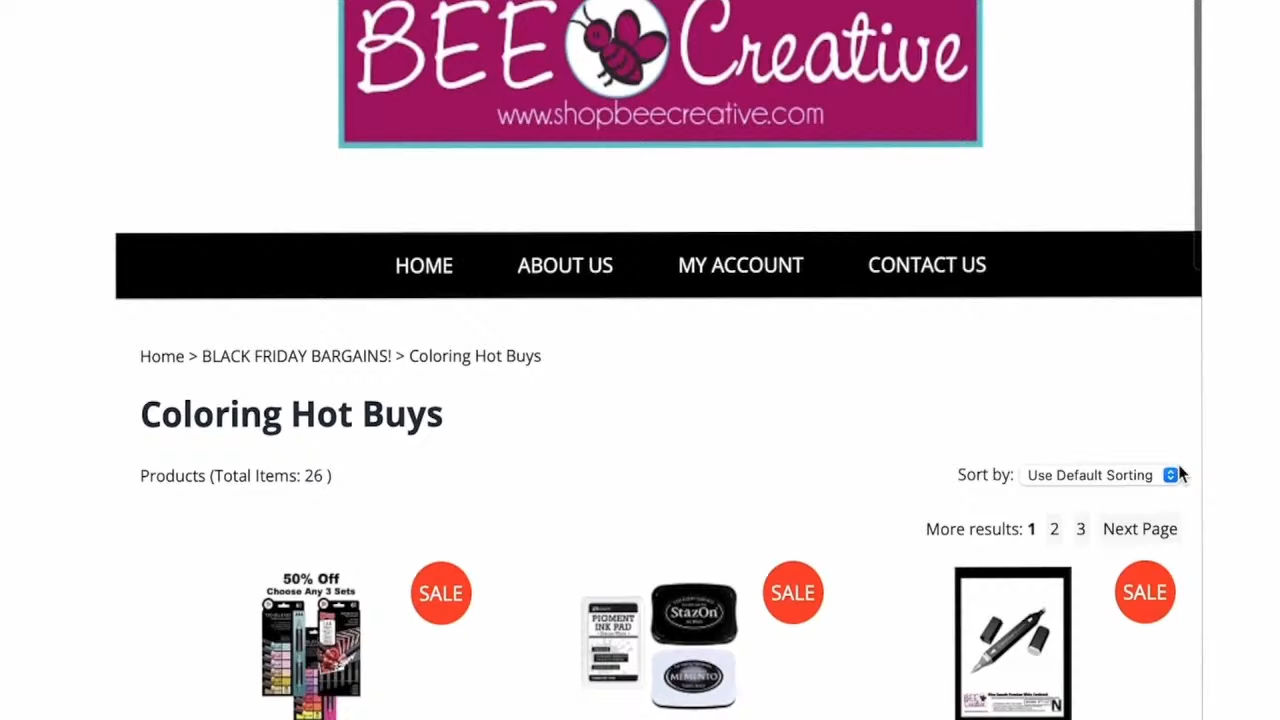 BEE Creative
www.shopbeecreative.com
HOME ABOUT US MY ACCOUNT CONTACT US
Home > BLACK FRIDAY BARGAINS! > Coloring Hot Buys
Coloring Hot Buys
Products (Total Items: 26 )
Sort by: Use Default Sorting
More results: 1 2 3 Next Page
50% Off
Choose Any 3 Sets
SALE
PIGMENT
INK PAD
StazOn
MEMENTO
SALE
SALE
BEE
Creative
N